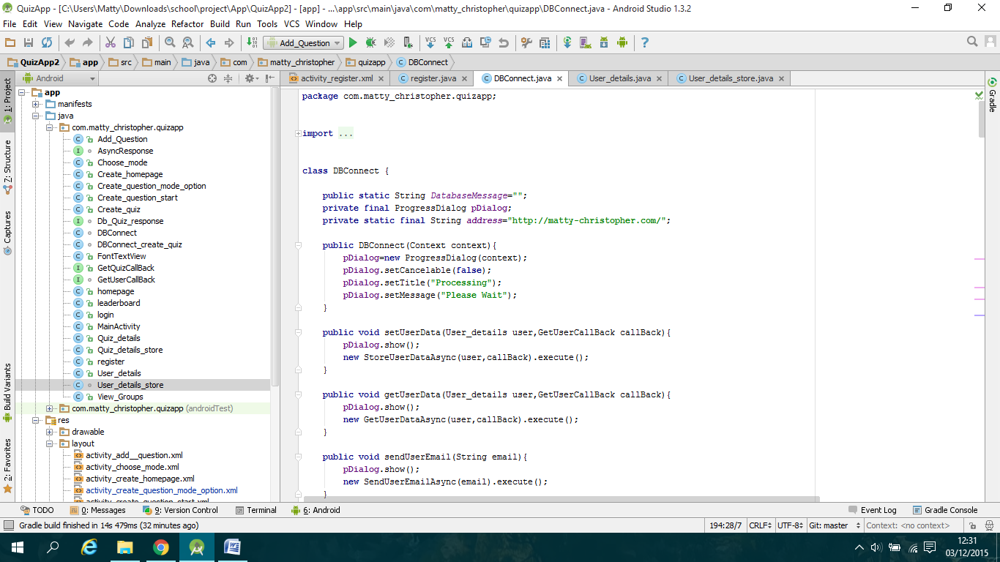 QuizApp - [C:\Users\Matty\Downloads\school\project\App\QuizApp2] - [app] - ...\app\src\main\java\com\matty_christopher\quizapp\DBConnect.java - Android Studio 1.3.2
File Edit View Navigate Code Analyze Refactor Build Run Tools VCS Window Help
Add_Question VCS VCS
QuizApp2 app src main java com matty_christopher quizapp DBConnect
Android
activity_register.xml register.java DBConnect.java User_details.java User_details_store.java
1: Project
Z: Structure
Captures
Build Variants
2: Favorites
app
manifests
java
com.matty_christopher.quizapp
Add_Question
AsyncResponse
Choose_mode
Create_homepage
Create_question_mode_option
Create_question_start
Create_quiz
Db_Quiz_response
DBConnect
DBConnect_create_quiz
FontTextView
GetQuizCallBack
GetUserCallBack
homepage
leaderboard
login
MainActivity
Quiz_details
Quiz_details_store
register
User_details
User_details_store
View_Groups
com.matty_christopher.quizapp (androidTest)
res
drawable
layout
activity_add__question.xml
activity_choose_mode.xml
activity_create_homepage.xml
activity_create_question_mode_option.xml
activity_create_question_start.xml
package com.matty_christopher.quizapp;
import ...
class DBConnect {
public static String DatabaseMessage="";
private final ProgressDialog pDialog;
private static final String address="http://matty-christopher.com/";
public DBConnect(Context context){
pDialog=new ProgressDialog(context);
pDialog.setCancelable(false);
pDialog.setTitle("Processing");
pDialog.setMessage("Please Wait");
}
public void setUserData(User_details user,GetUserCallBack callBack){
pDialog.show();
new StoreUserDataAsync(user,callBack).execute();
}
public void getUserData(User_details user,GetUserCallBack callBack){
pDialog.show();
new GetUserDataAsync(user,callBack).execute();
}
public void sendUserEmail(String email){
pDialog.show();
new SendUserEmailAsync(email).execute();
}
Gradle
TODO 0: Messages 9: Version Control Terminal 6: Android Event Log Gradle Console
Gradle build finished in 14s 479ms (32 minutes ago) 194:28/7 CRLF UTF-8 Git: master Context: <no context>
12:31
03/12/2015